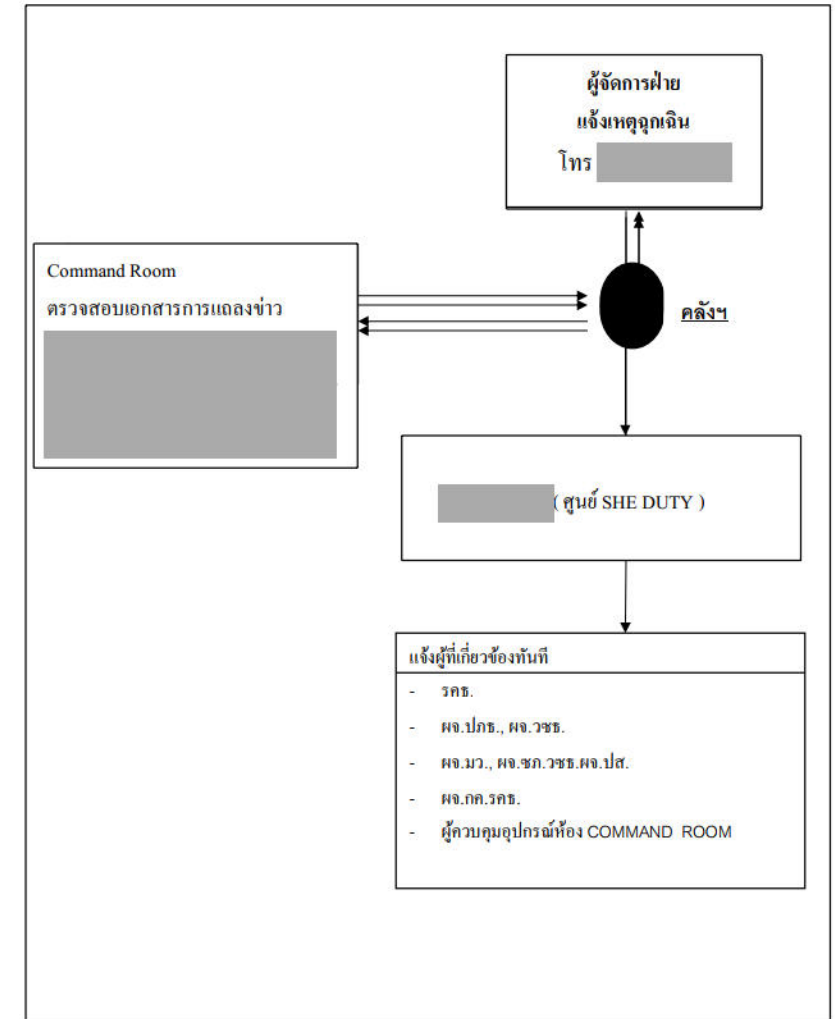 ผู้จัดการฝ่าย
แจ้งเหตุฉุกเฉิน
โทร
Command Room
ตรวจสอบเอกสารการแถลงข่าว
คลังฯ
( ศูนย์ SHE DUTY )
แจ้งผู้ที่เกี่ยวข้องทันที
- รคธ.
- ผจ.ปภธ., ผจ.วชธ.
- ผจ.มว., ผจ.ซภ.วชธ.ผจ.ปส.
- ผจ.กค.รคธ.
- ผู้ควบคุมอุปกรณ์ห้อง COMMAND ROOM